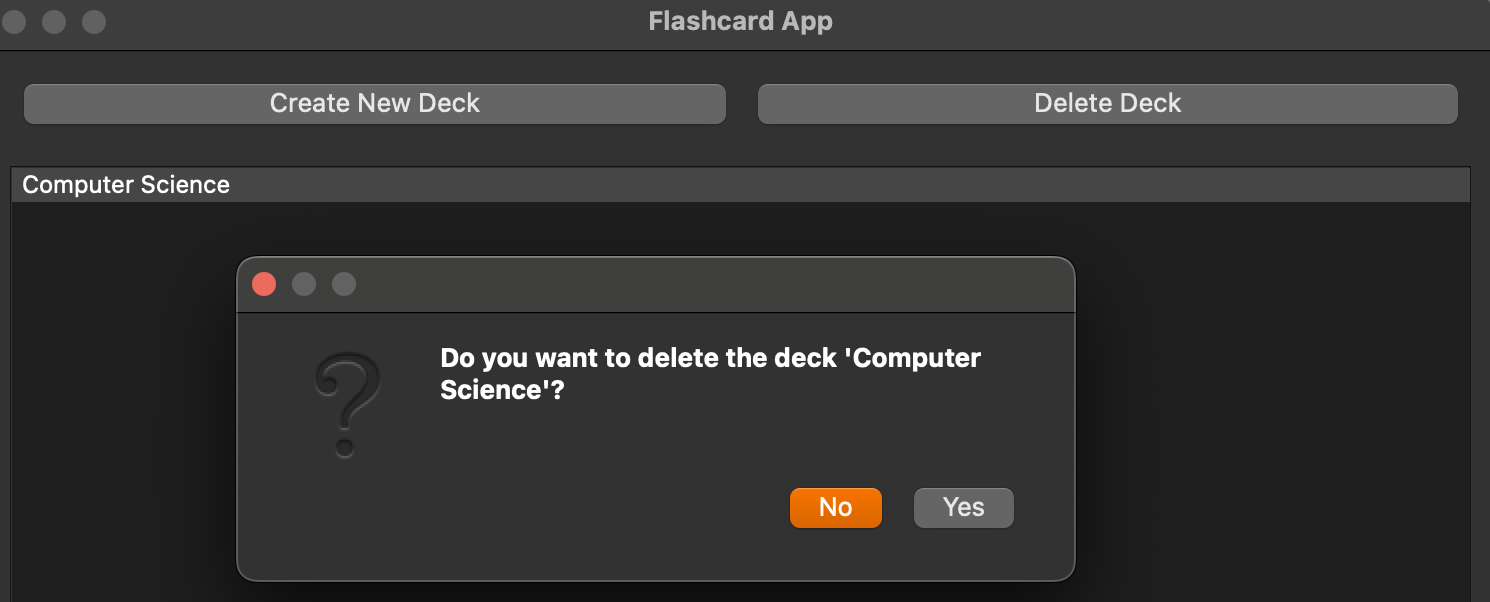 Flashcard App
Create New Deck
Delete Deck
Computer Science
Do you want to delete the deck 'Computer
Science'?
No
Yes